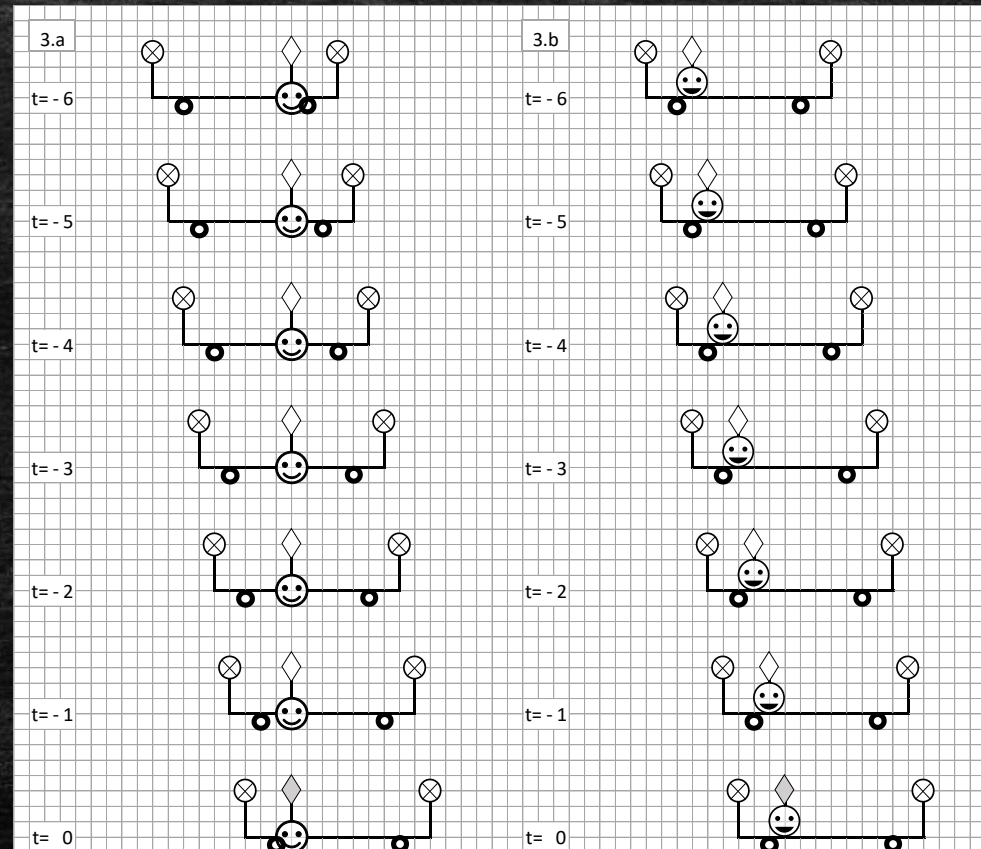 3.a
t= - 6
t= - 5
t= - 4
t= - 3
t= - 2
t= - 1
t= 0
3.b
t= - 6
t= - 5
t= - 4
t= - 3
t= - 2
t= - 1
t= 0